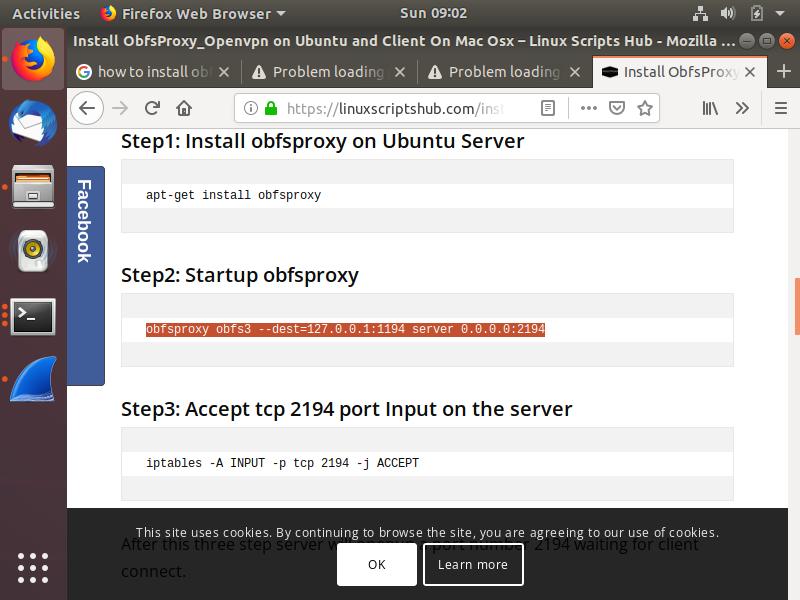 Activities Firefox Web Browser Sun 09:02
Install ObfsProxy_Openvpn on Ubuntu and Client On Mac Osx – Linux Scripts Hub - Mozilla ...
how to install obf Problem loading Problem loading Install ObfsProxy
https://linuxscriptshub.com/inst
Step1: Install obfsproxy on Ubuntu Server
apt-get install obfsproxy
Facebook
Step2: Startup obfsproxy
obfsproxy obfs3 --dest=127.0.0.1:1194 server 0.0.0.0:2194
Step3: Accept tcp 2194 port Input on the server
iptables -A INPUT -p tcp 2194 -j ACCEPT
This site uses cookies. By continuing to browse the site, you are agreeing to our use of cookies.
After this three step server port number 2194 waiting for client
connect.
OK
Learn more